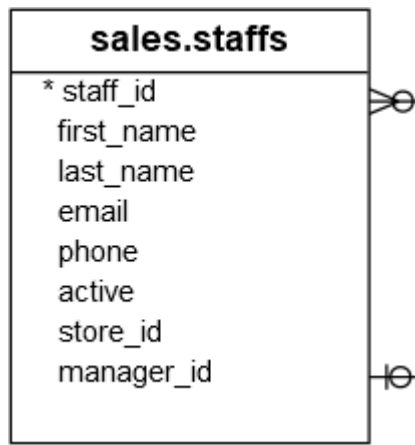 sales.staffs
* staff_id
first_name
last_name
email
phone
active
store_id
manager_id